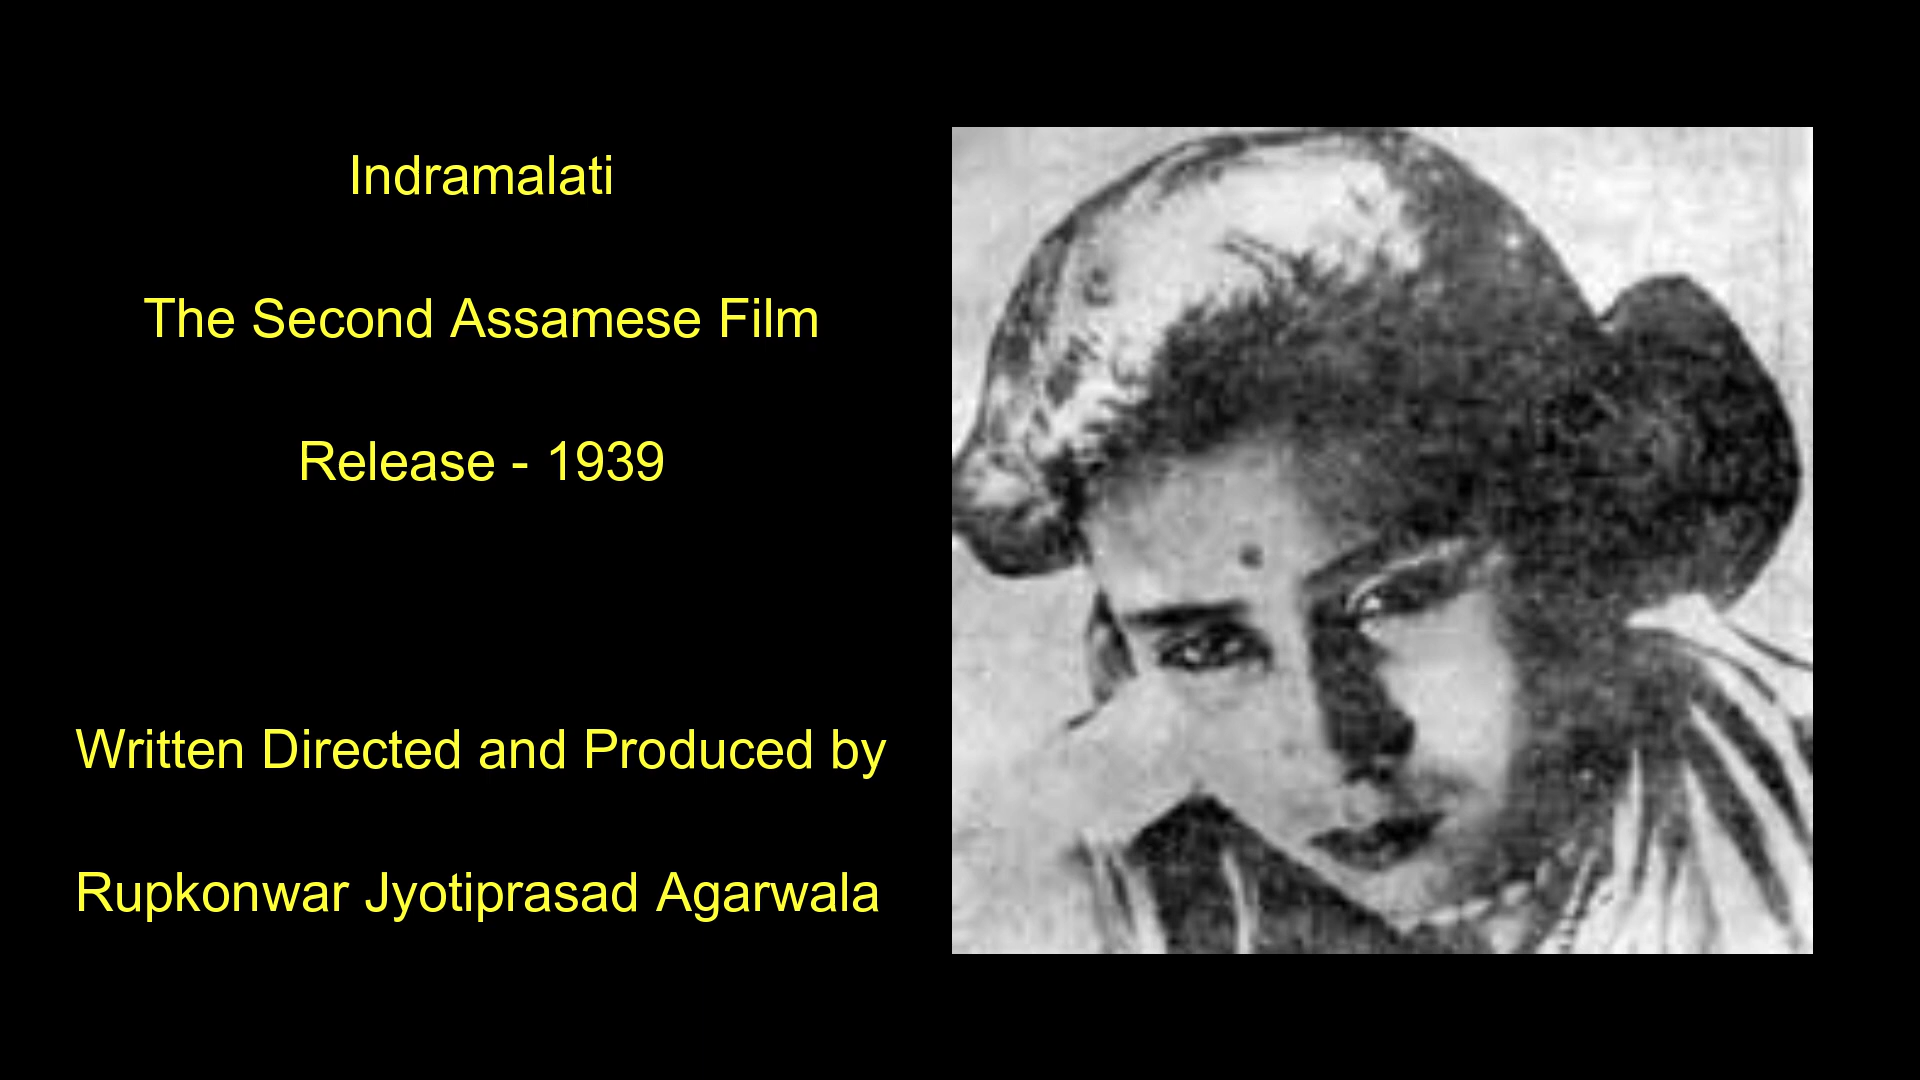 Indramalati
The Second Assamese Film
Release - 1939
Written Directed and Produced by
Rupkonwar Jyotiprasad Agarwala